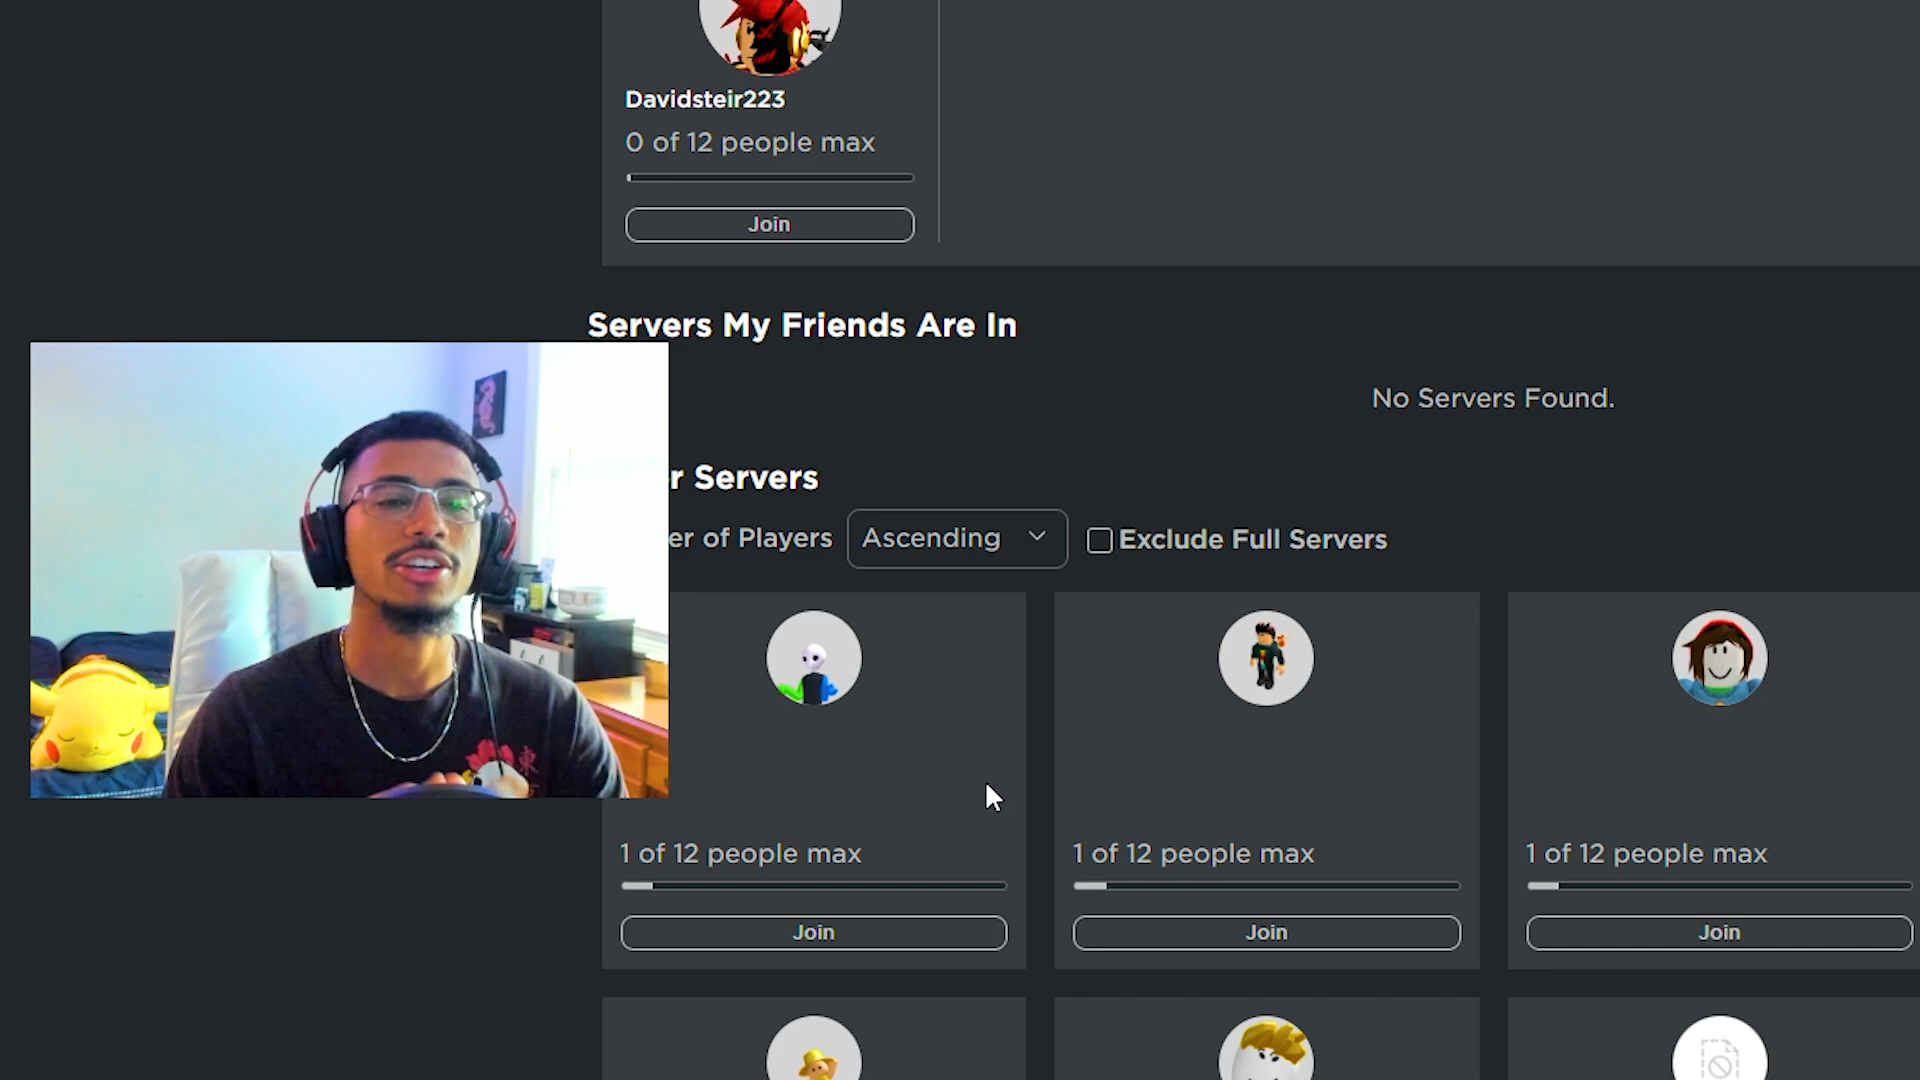 Davidsteir223
0 of 12 people max
Join
Servers My Friends Are In
No Servers Found.
r Servers
er of Players
Ascending
Exclude Full Servers
東
1 of 12 people max
1 of 12 people max
1 of 12 people max
Join
Join
Join